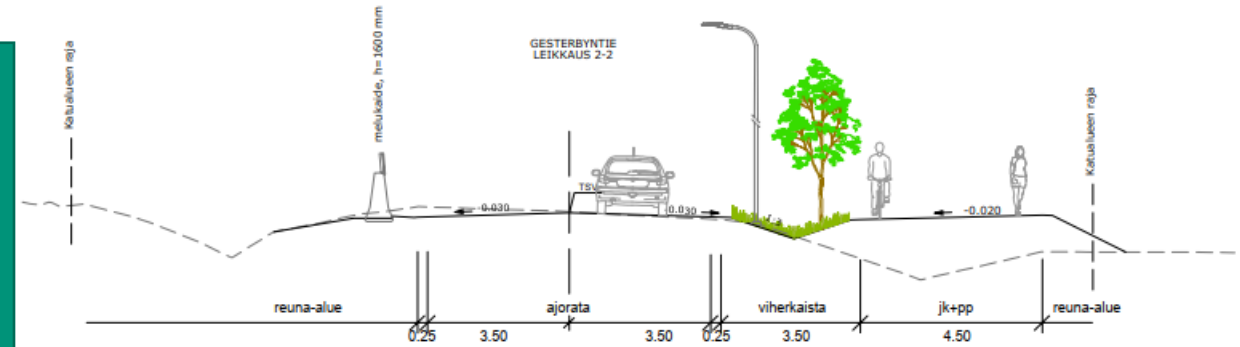 Katualueen raja
melukaide, h=1600 mm
GESTERBYNTIE
LEIKKAUS 2-2
Katualueen raja
TSV
0.030
-0.030
-0.020
reuna-alue
ajorata
viherkaista
jk+pp
reuna-alue
0.25
3.50
3.50
0.25
3.50
4.50